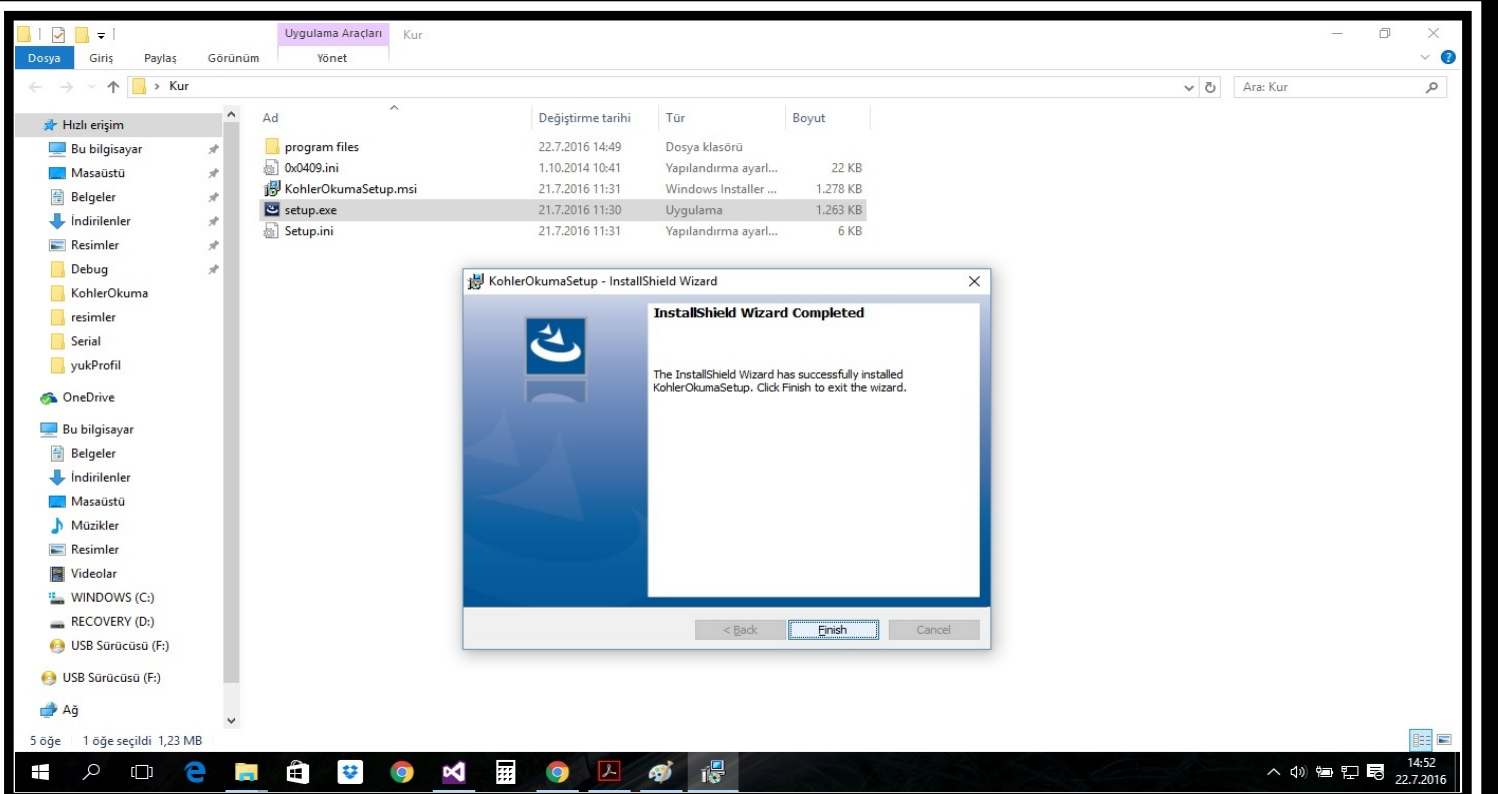 Uygulama Araçları Kur
Dosya Giriş Paylaş Görünüm Yönet
Kur
Ara: Kur
Ad Değiştirme tarihi Tür Boyut
program files 22.7.2016 14:49 Dosya klasörü
0x0409.ini 1.10.2014 10:41 Yapılandırma ayarl... 22 KB
KohlerOkumaSetup.msi 21.7.2016 11:31 Windows Installer ... 1.278 KB
setup.exe 21.7.2016 11:30 Uygulama 1.263 KB
Setup.ini 21.7.2016 11:31 Yapılandırma ayarl... 6 KB
Hızlı erişim
Bu bilgisayar
Masaüstü
Belgeler
İndirilenler
Resimler
Debug
KohlerOkuma
resimler
Serial
yukProfil
OneDrive
Bu bilgisayar
Belgeler
İndirilenler
Masaüstü
Müzikler
Resimler
Videolar
WINDOWS (C:)
RECOVERY (D:)
USB Sürücüsü (F:)
USB Sürücüsü (F:)
Ağ
KohlerOkumaSetup - InstallShield Wizard
InstallShield Wizard Completed
The InstallShield Wizard has successfully installed
KohlerOkumaSetup. Click Finish to exit the wizard.
< Back Finish Cancel
5 öğe 1 öğe seçildi 1,23 MB
14:52
22.7.2016